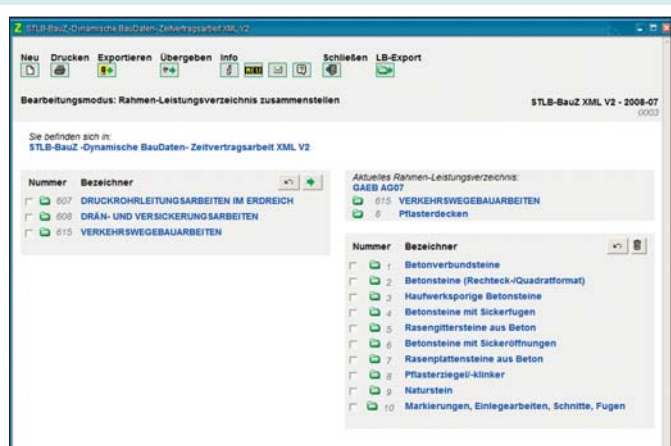 STLB-BauZ -Dynamische BauDaten- Zeitvertragsarbeit XML V2
Neu Drucken Exportieren Übergeben Info Schließen LB-Export
NEU
Bearbeitungsmodus: Rahmen-Leistungsverzeichnis zusammenstellen
STLB-BauZ XML V2 - 2008-07
0003
Sie befinden sich in:
STLB-BauZ -Dynamische BauDaten- Zeitvertragsarbeit XML V2
Nummer Bezeichner
607 DRUCKROHRLEITUNGSARBEITEN IM ERDREICH
608 DRÄN- UND VERSICKERUNGSARBEITEN
615 VERKEHRSWEGEBAUARBEITEN
Aktuelles Rahmen-Leistungsverzeichnis:
GAEB AG07
615 VERKEHRSWEGEBAUARBEITEN
8 Pflasterdecken
Nummer Bezeichner
1 Betonverbundsteine
2 Betonsteine (Rechteck-/Quadratformat)
3 Haufwerksporige Betonsteine
4 Betonsteine mit Sickerfugen
5 Rasengittersteine aus Beton
6 Betonsteine mit Sickeröffnungen
7 Rasenplattensteine aus Beton
8 Pflasterziegel/-klinker
9 Naturstein
10 Markierungen, Einlegearbeiten, Schnitte, Fugen